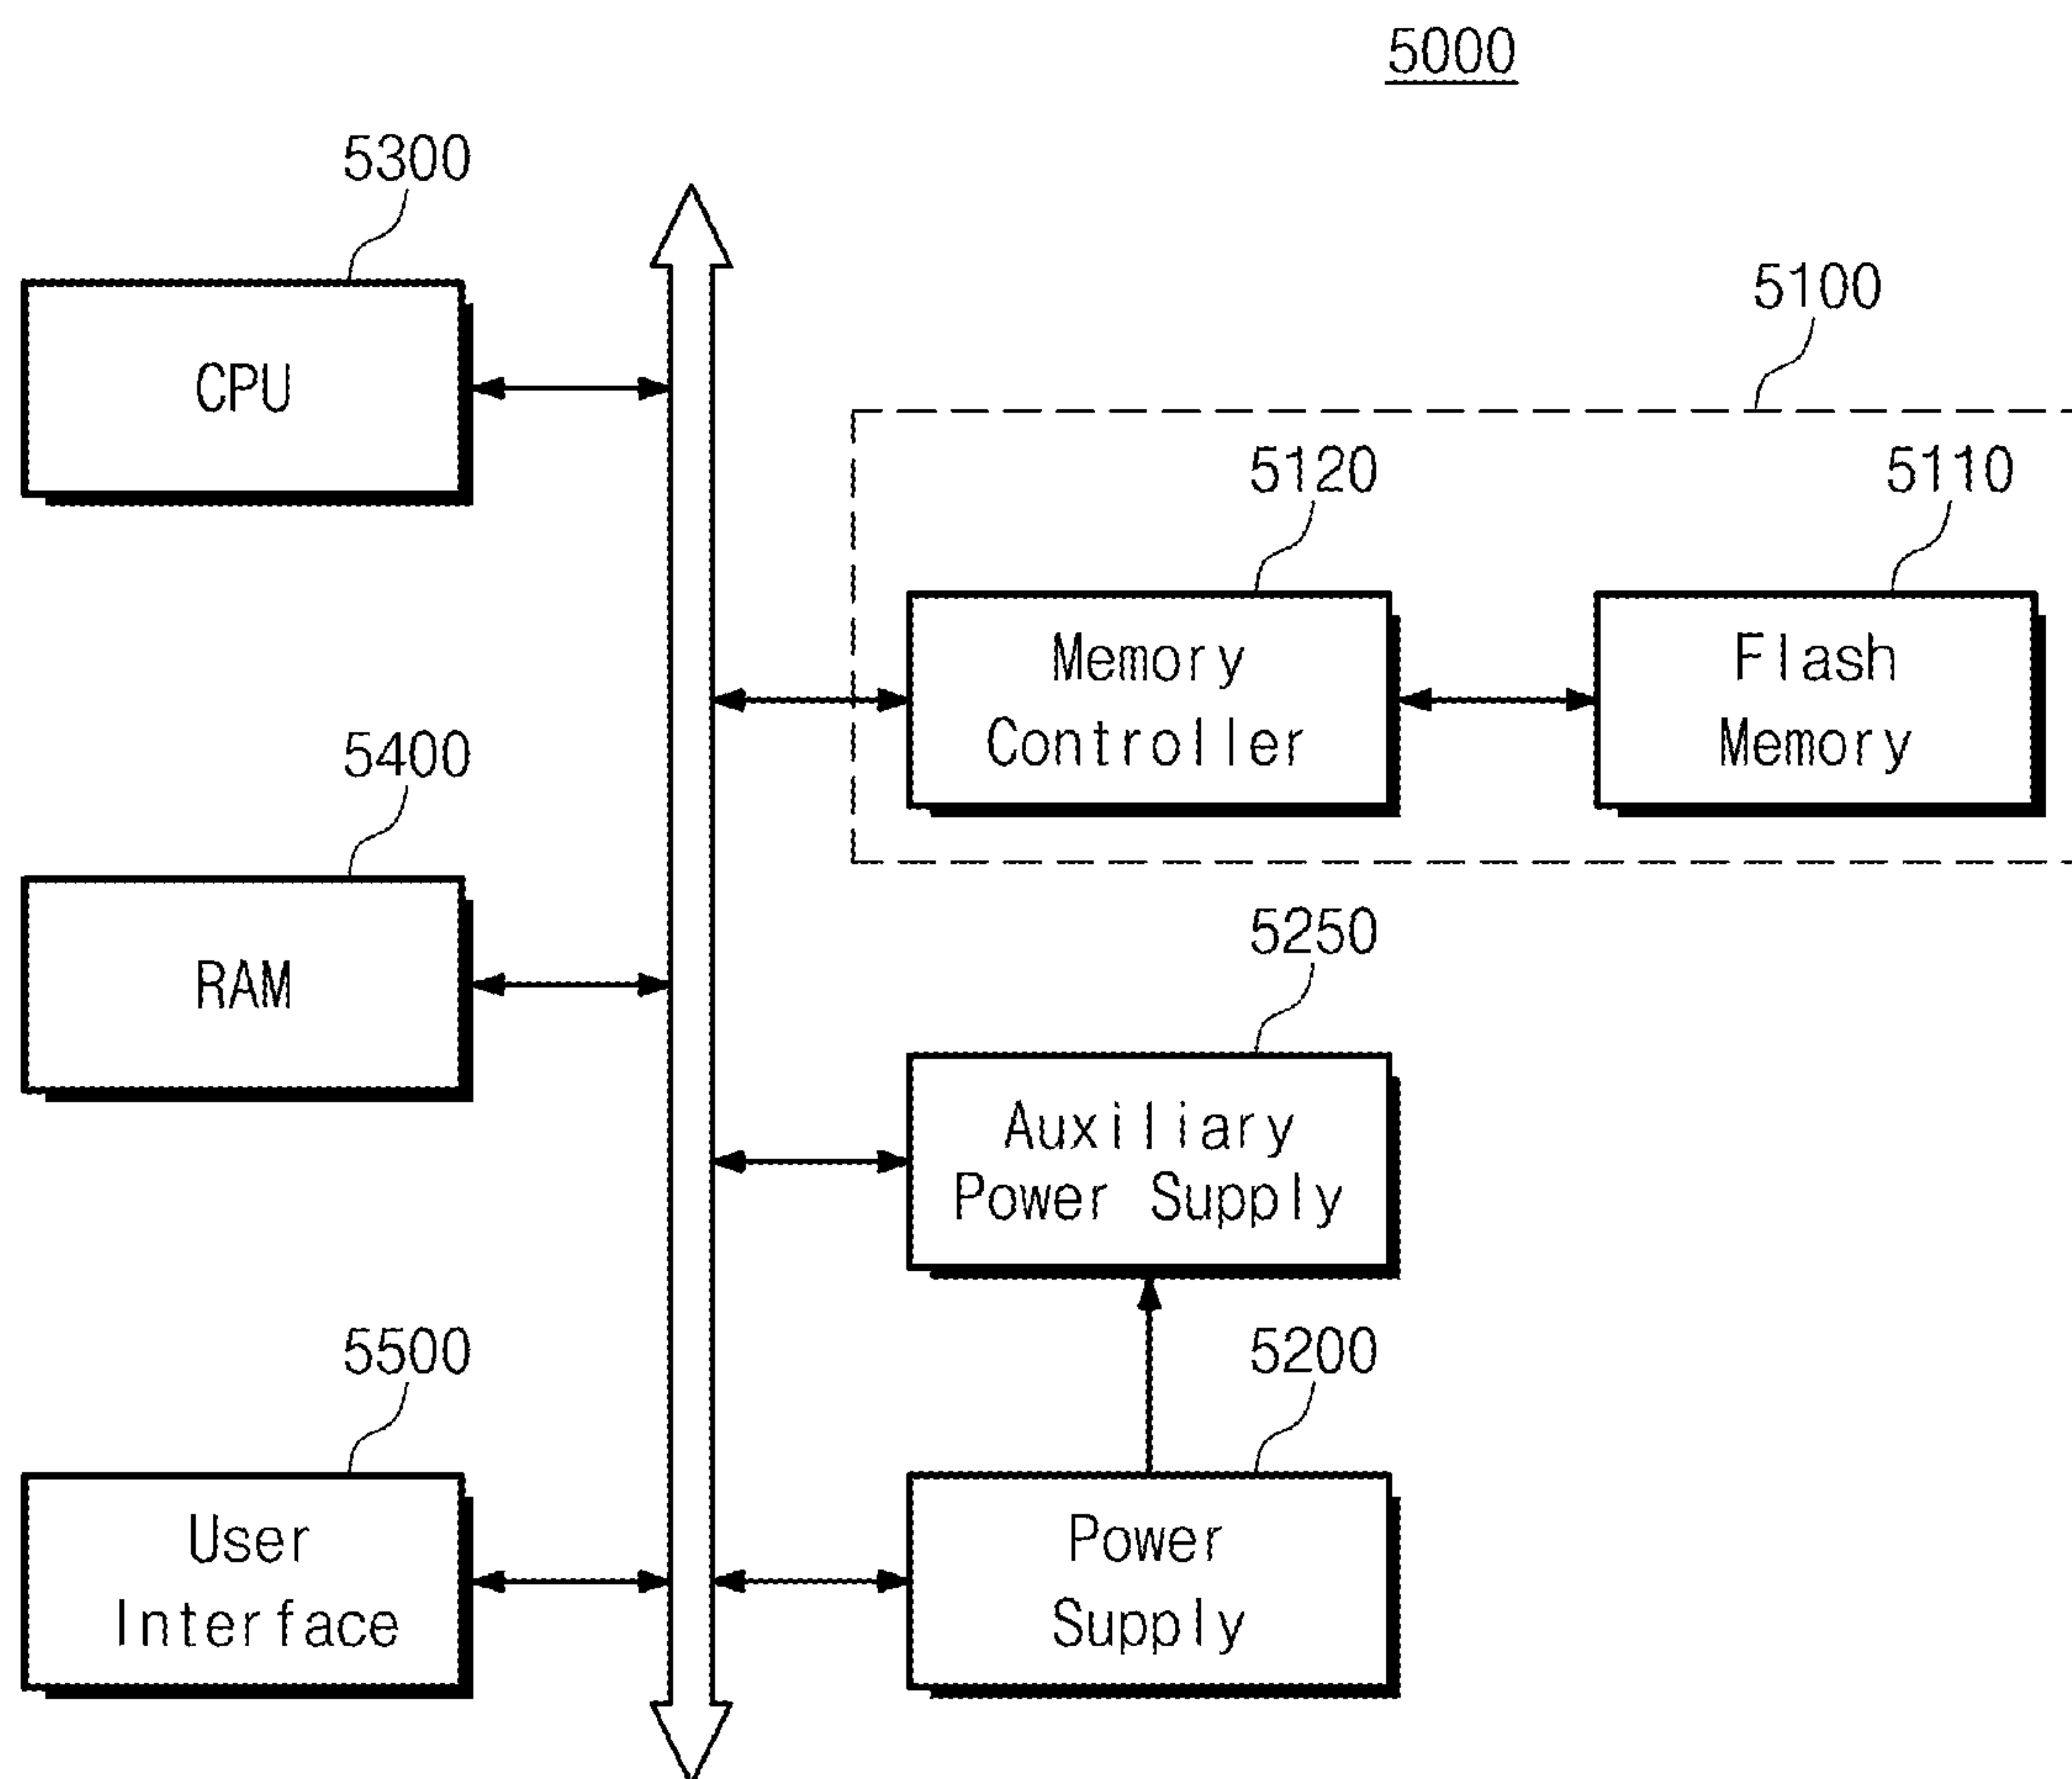 5000
5300
CPU
5100
5120
5110
Memory
Controller
Flash
Memory
5400
RAM
5250
Auxiliary
Power Supply
5500
User
Interface
5200
Power
Supply